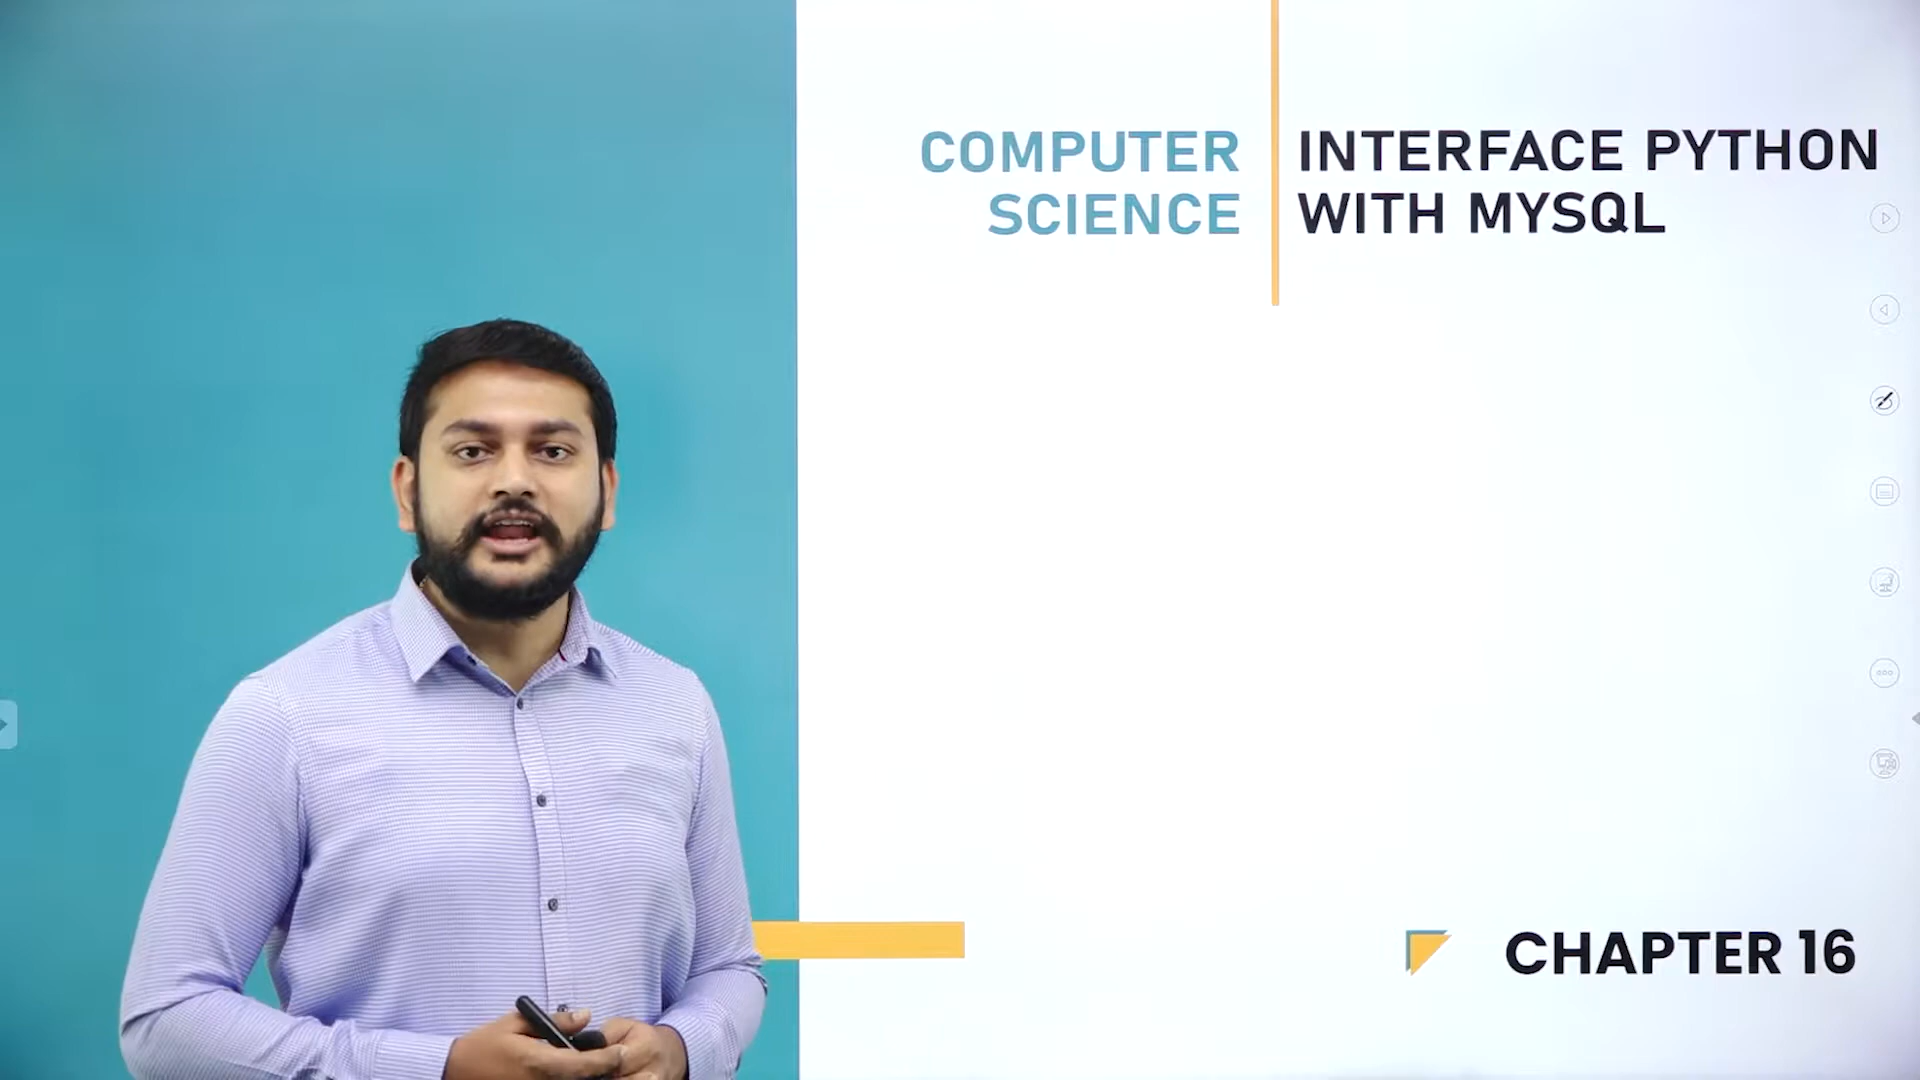 COMPUTER
SCIENCE
INTERFACE PYTHON
WITH MYSQL
CHAPTER 16